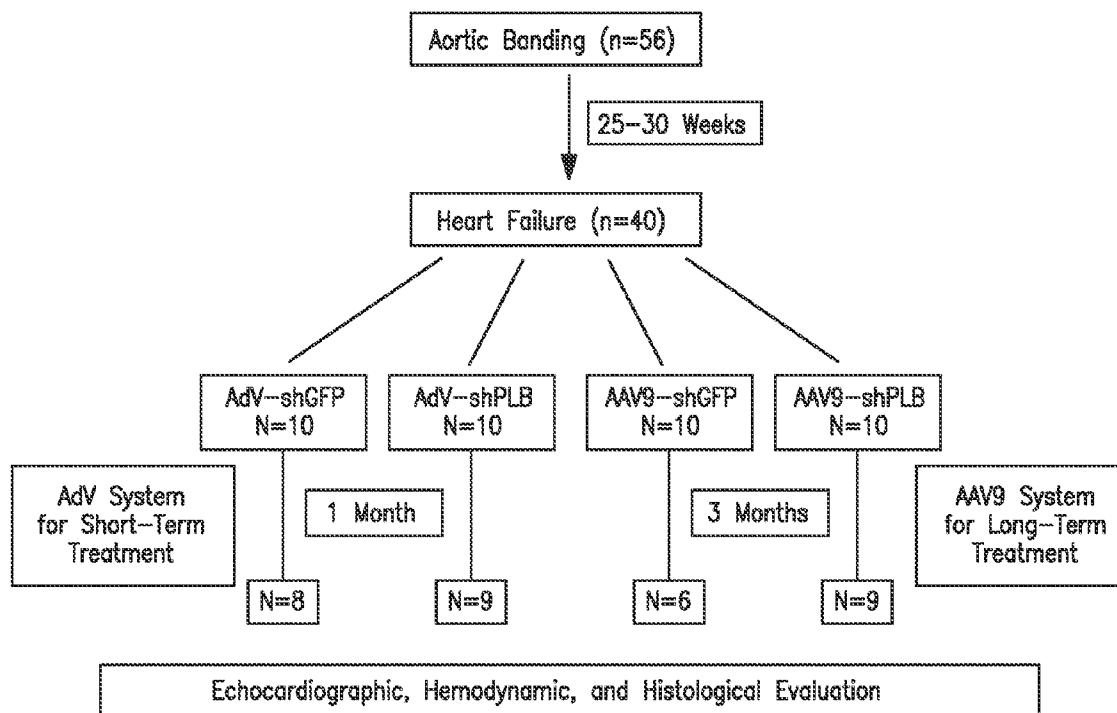 Aortic Banding (n=56)
25-30 Weeks
Heart Failure (n=40)
AdV-shGFP
N=10
AdV-shPLB
N=10
AAV9-shGFP
N=10
AAV9-shPLB
N=10
AdV System
for Short-Term
Treatment
1 Month
3 Months
AAV9 System
for Long-Term
Treatment
N=8
N=9
N=6
N=9
Echocardiographic, Hemodynamic, and Histological Evaluation